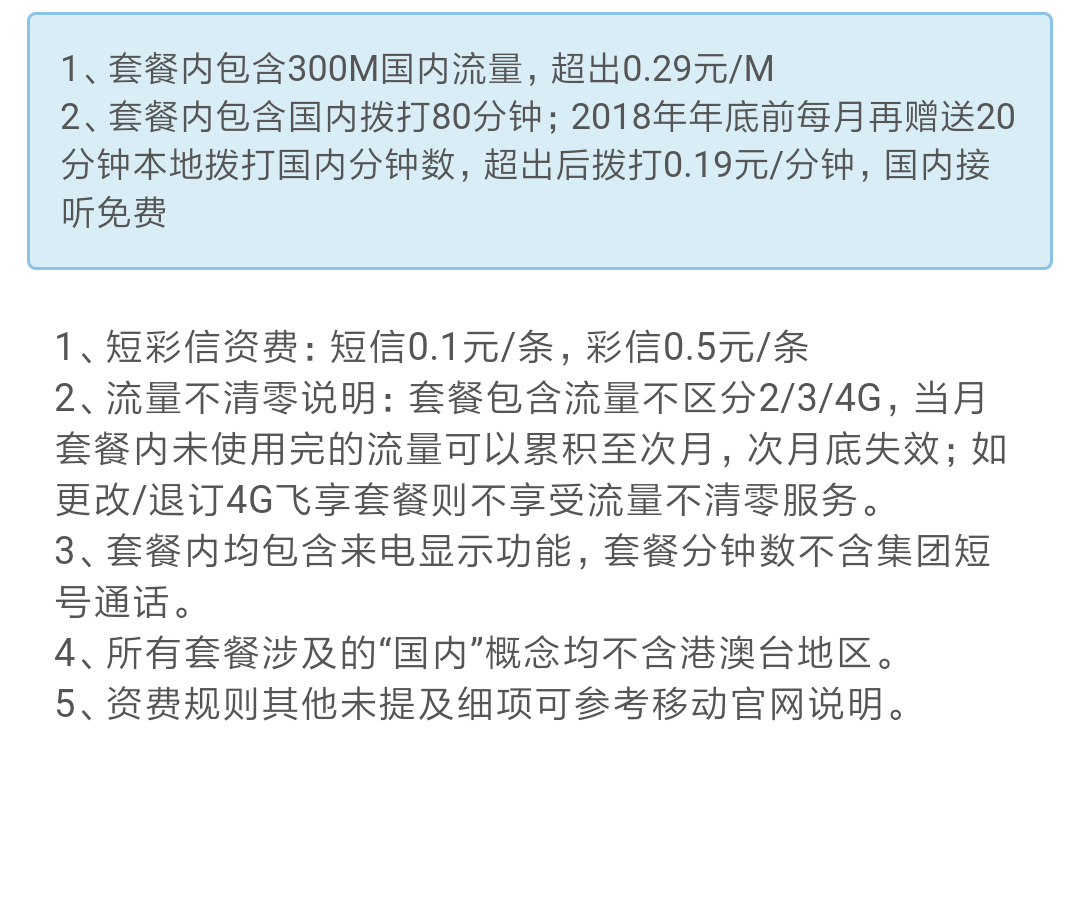 1、套餐内包含300M国内流量，超出0.29元/M
2、套餐内包含国内拨打80分钟；2018年年底前每月再赠送20
分钟本地拨打国内分钟数，超出后拨打0.19元/分钟，国内接
听免费
1、短彩信资费：短信0.1元/条，彩信0.5元/条
2、流量不清零说明：套餐包含流量不区分2/3/4G，当月
套餐内未使用完的流量可以累积至次月，次月底失效；如
更改/退订4G飞享套餐则不享受流量不清零服务。
3、套餐内均包含来电显示功能，套餐分钟数不含集团短
号通话。
4、所有套餐涉及的“国内”概念均不含港澳台地区。
5、资费规则其他未提及细项可参考移动官网说明。